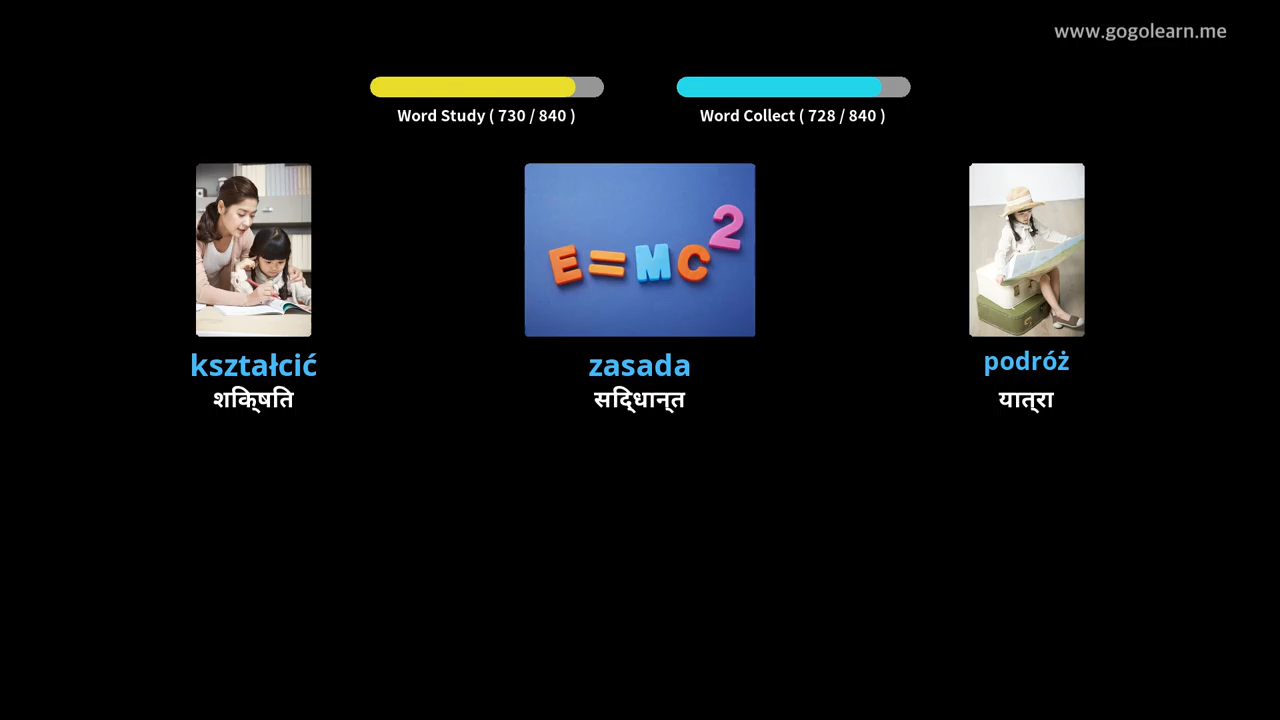 www.gogolearn.me
Word Study ( 730 / 840 )
Word Collect ( 728 / 840 )
E=MC2
kształcić
zasada
podróż
शिक्षित
सिद्धान्त
यात्रा